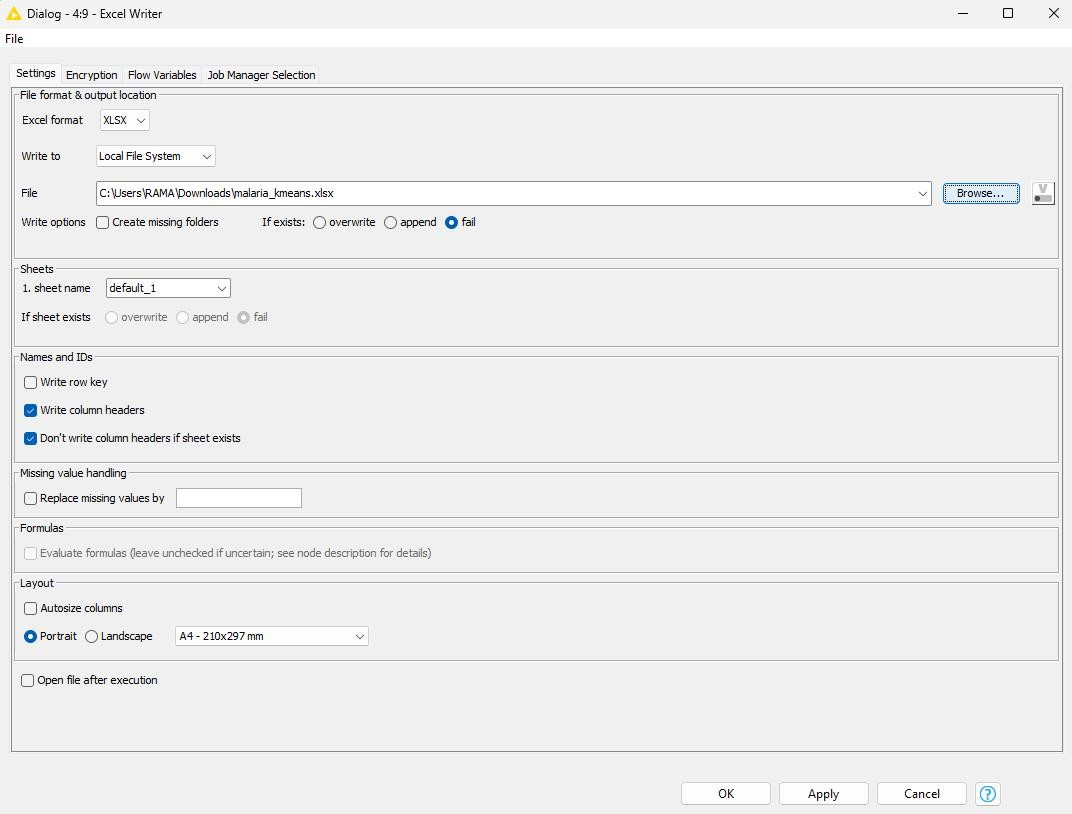 Dialog - 4:9 - Excel Writer
File
Settings Encryption Flow Variables Job Manager Selection
File format & output location
Excel format XLSX
Write to Local File System
File C:\Users\RAMA\Downloads\malaria_kmeans.xlsx Browse... V
Write options Create missing folders If exists: overwrite append fail
Sheets
1. sheet name default_1
If sheet exists overwrite append fail
Names and IDs
Write row key
Write column headers
Don't write column headers if sheet exists
Missing value handling
Replace missing values by
Formulas
Evaluate formulas (leave unchecked if uncertain; see node description for details)
Layout
Autosize columns
Portrait Landscape A4 - 210x297 mm
Open file after execution
OK Apply Cancel ?